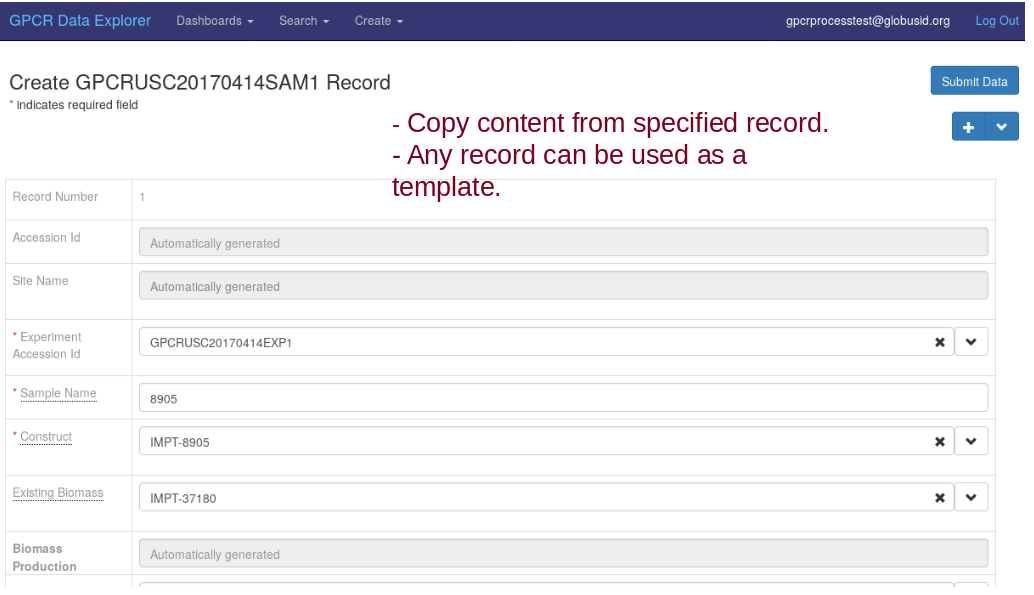 GPCR Data Explorer Dashboards Search Create gpcrprocesstest@globusid.org Log Out
Create GPCRUSC20170414SAM1 Record
Submit Data
* indicates required field
- Copy content from specified record.
- Any record can be used as a
template.
Record Number 1
Accession Id Automatically generated
Site Name Automatically generated
* Experiment
Accession Id
GPCRUSC20170414EXP1
* Sample Name 8905
* Construct IMPT-8905
Existing Biomass IMPT-37180
Biomass
Production
Automatically generated